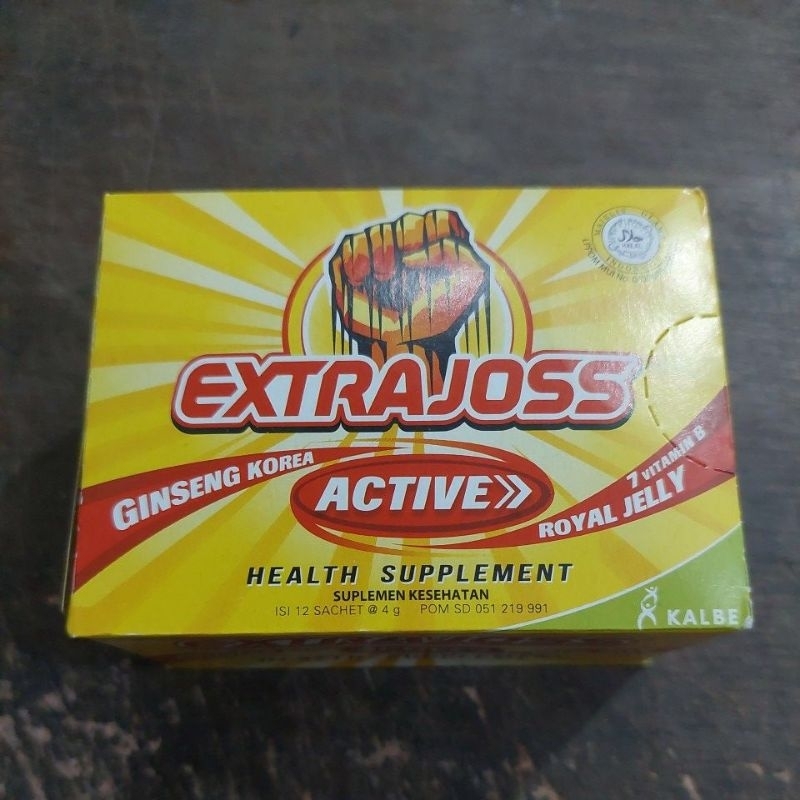 EXTRAJOSS
GINSENG KOREA
ACTIVE
7 VITAMIN B
ROYAL JELLY
HEALTH SUPPLEMENT
SUPLEMEN KESEHATAN
ISI 12 SACHET @ 4 g POM SD 051 219 991
KALBE